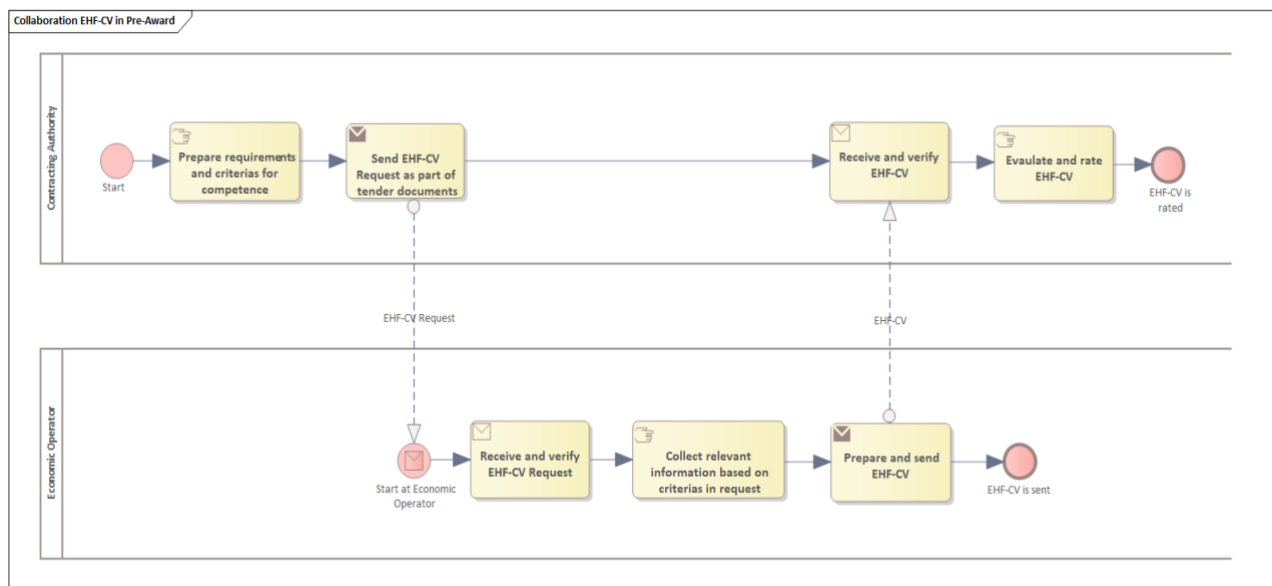 Collaboration EHF-CV in Pre-Award
Contracting Authority
Start
Prepare requirements
and criterias for
competence
Send EHF-CV
Request as part of
tender documents
Receive and verify
EHF-CV
Evaulate and rate
EHF-CV
EHF-CV is
rated
EHF-CV Request
EHF-CV
Economic Operator
Start at Economic
Operator
Receive and verify
EHF-CV Request
Collect relevant
information based on
criterias in request
Prepare and send
EHF-CV
EHF-CV is sent